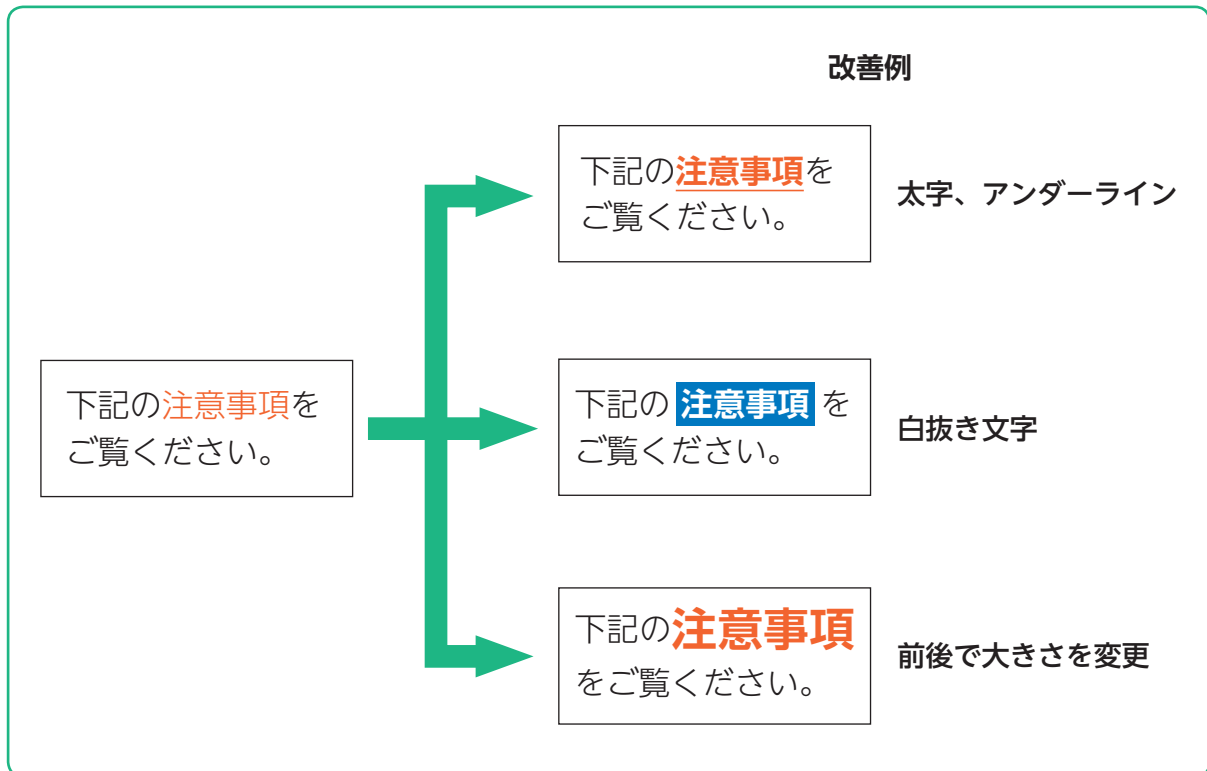 改善例
下記の注意事項を
ご覧ください。
下記の注意事項を
ご覧ください。
太字、アンダーライン
下記の 注意事項 を
ご覧ください。
白抜き文字
下記の注意事項
をご覧ください。
前後で大きさを変更